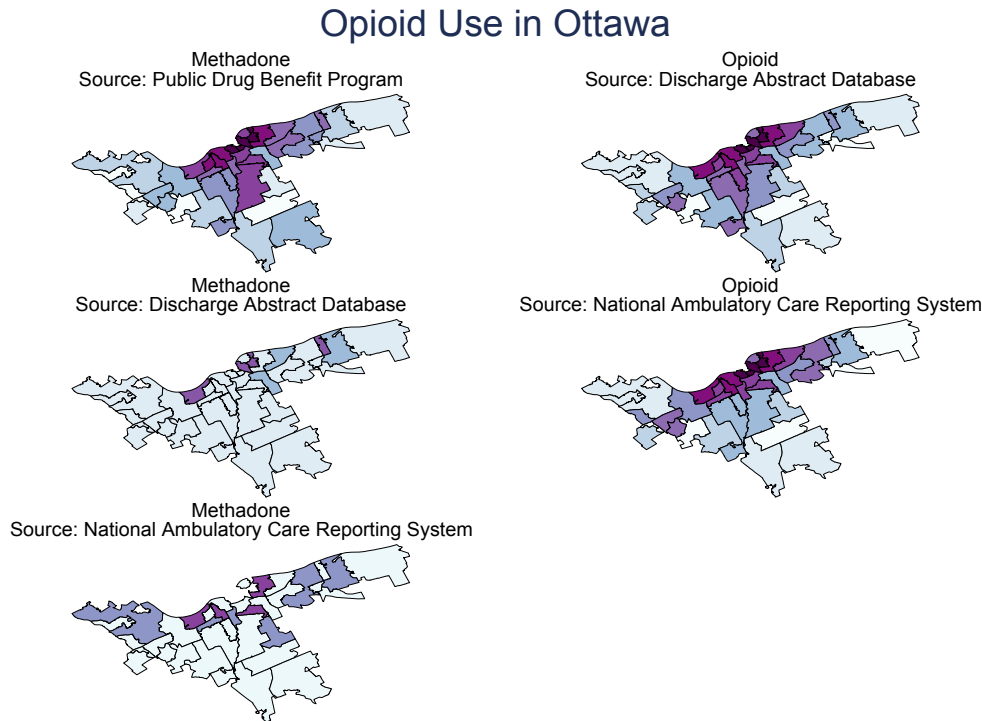 Opioid Use in Ottawa
Methadone
Source: Public Drug Benefit Program
Opioid
Source: Discharge Abstract Database
Methadone
Source: Discharge Abstract Database
Opioid
Source: National Ambulatory Care Reporting System
Methadone
Source: National Ambulatory Care Reporting System